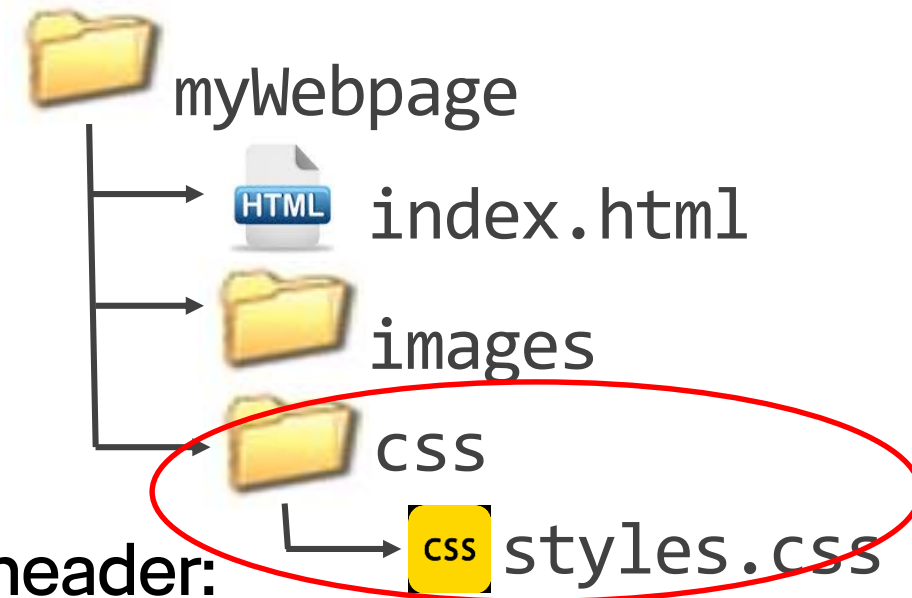 myWebpage
HTML
index.html
images
css
CSS styles.css
header: